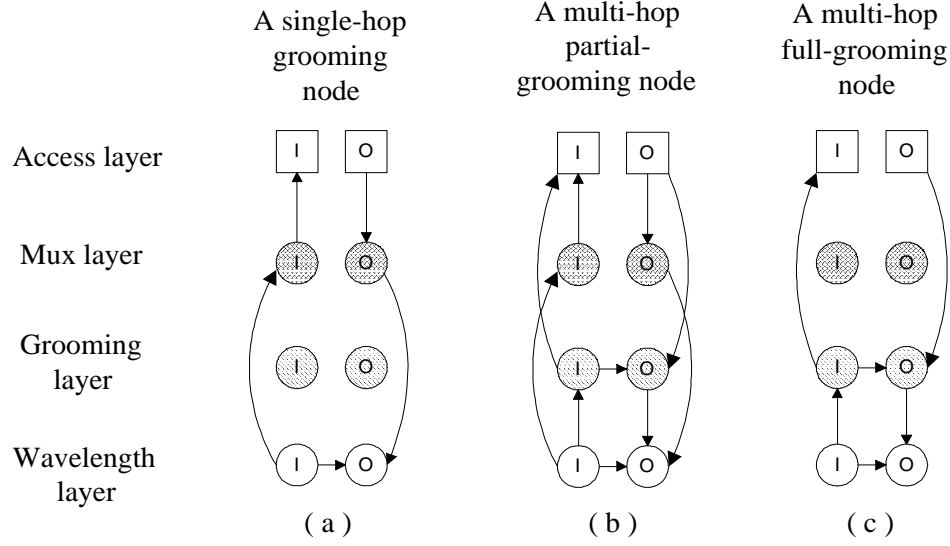 A single-hop
grooming
node
A multi-hop
partial-
grooming node
A multi-hop
full-grooming
node
Access layer
I O
I O
I O
Mux layer
I O
I O
I O
Grooming
layer
I O
I O
I O
Wavelength
layer
I O
I O
I O
( a )
( b )
( c )